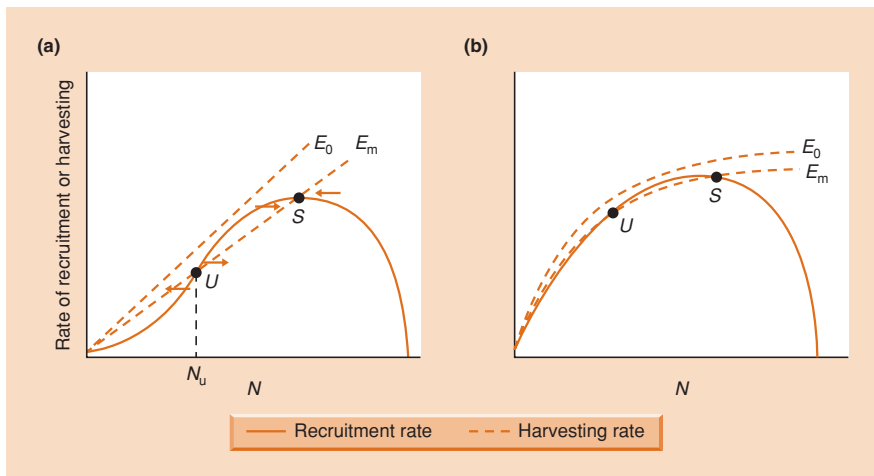 (a)
Rate of recruitment or harvesting
E0
Em
S
U
Nu
N
(b)
E0
Em
S
U
N
Recruitment rate
Harvesting rate